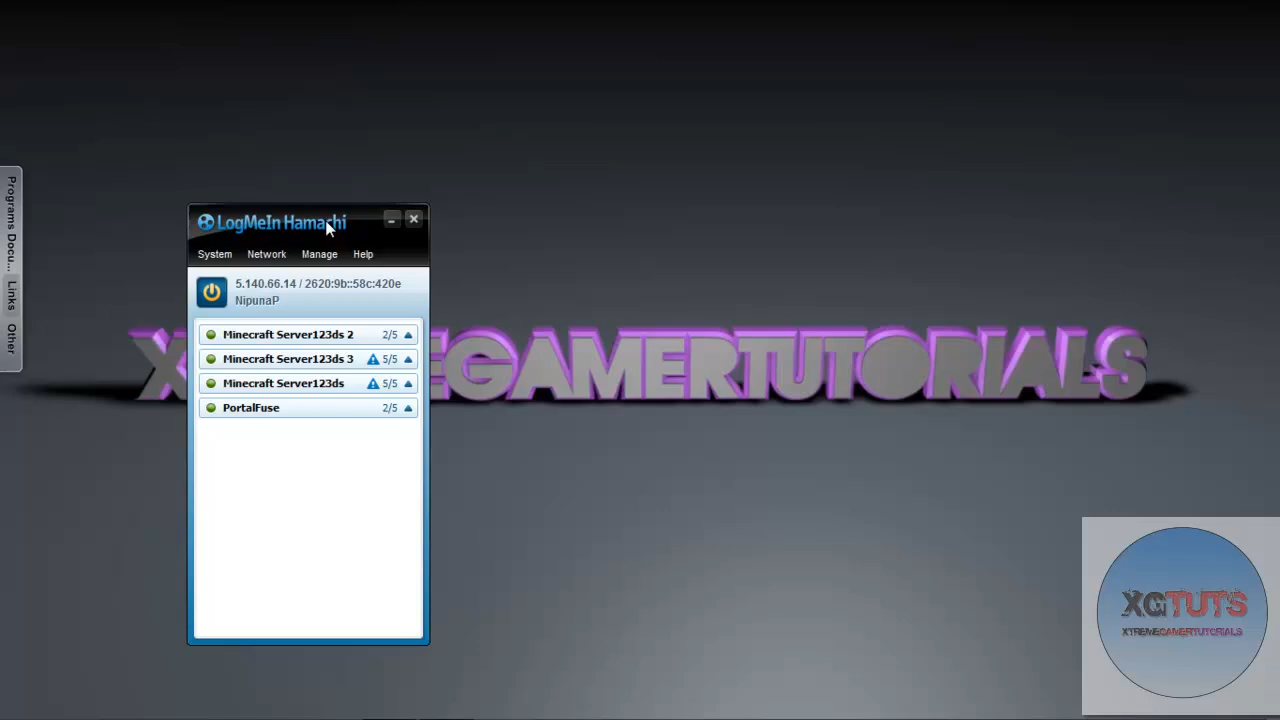 Programs Docu...
Links
Other
LogMeIn Hamachi
System Network Manage Help
5.140.66.14 / 2620:9b::58c:420e
NipunaP
Minecraft Server123ds 2 2/5
Minecraft Server123ds 3 5/5
Minecraft Server123ds 5/5
PortalFuse 2/5
X EGAMERTUTORIALS
XGTUTS
XTREMEGAMERTUTORIALS